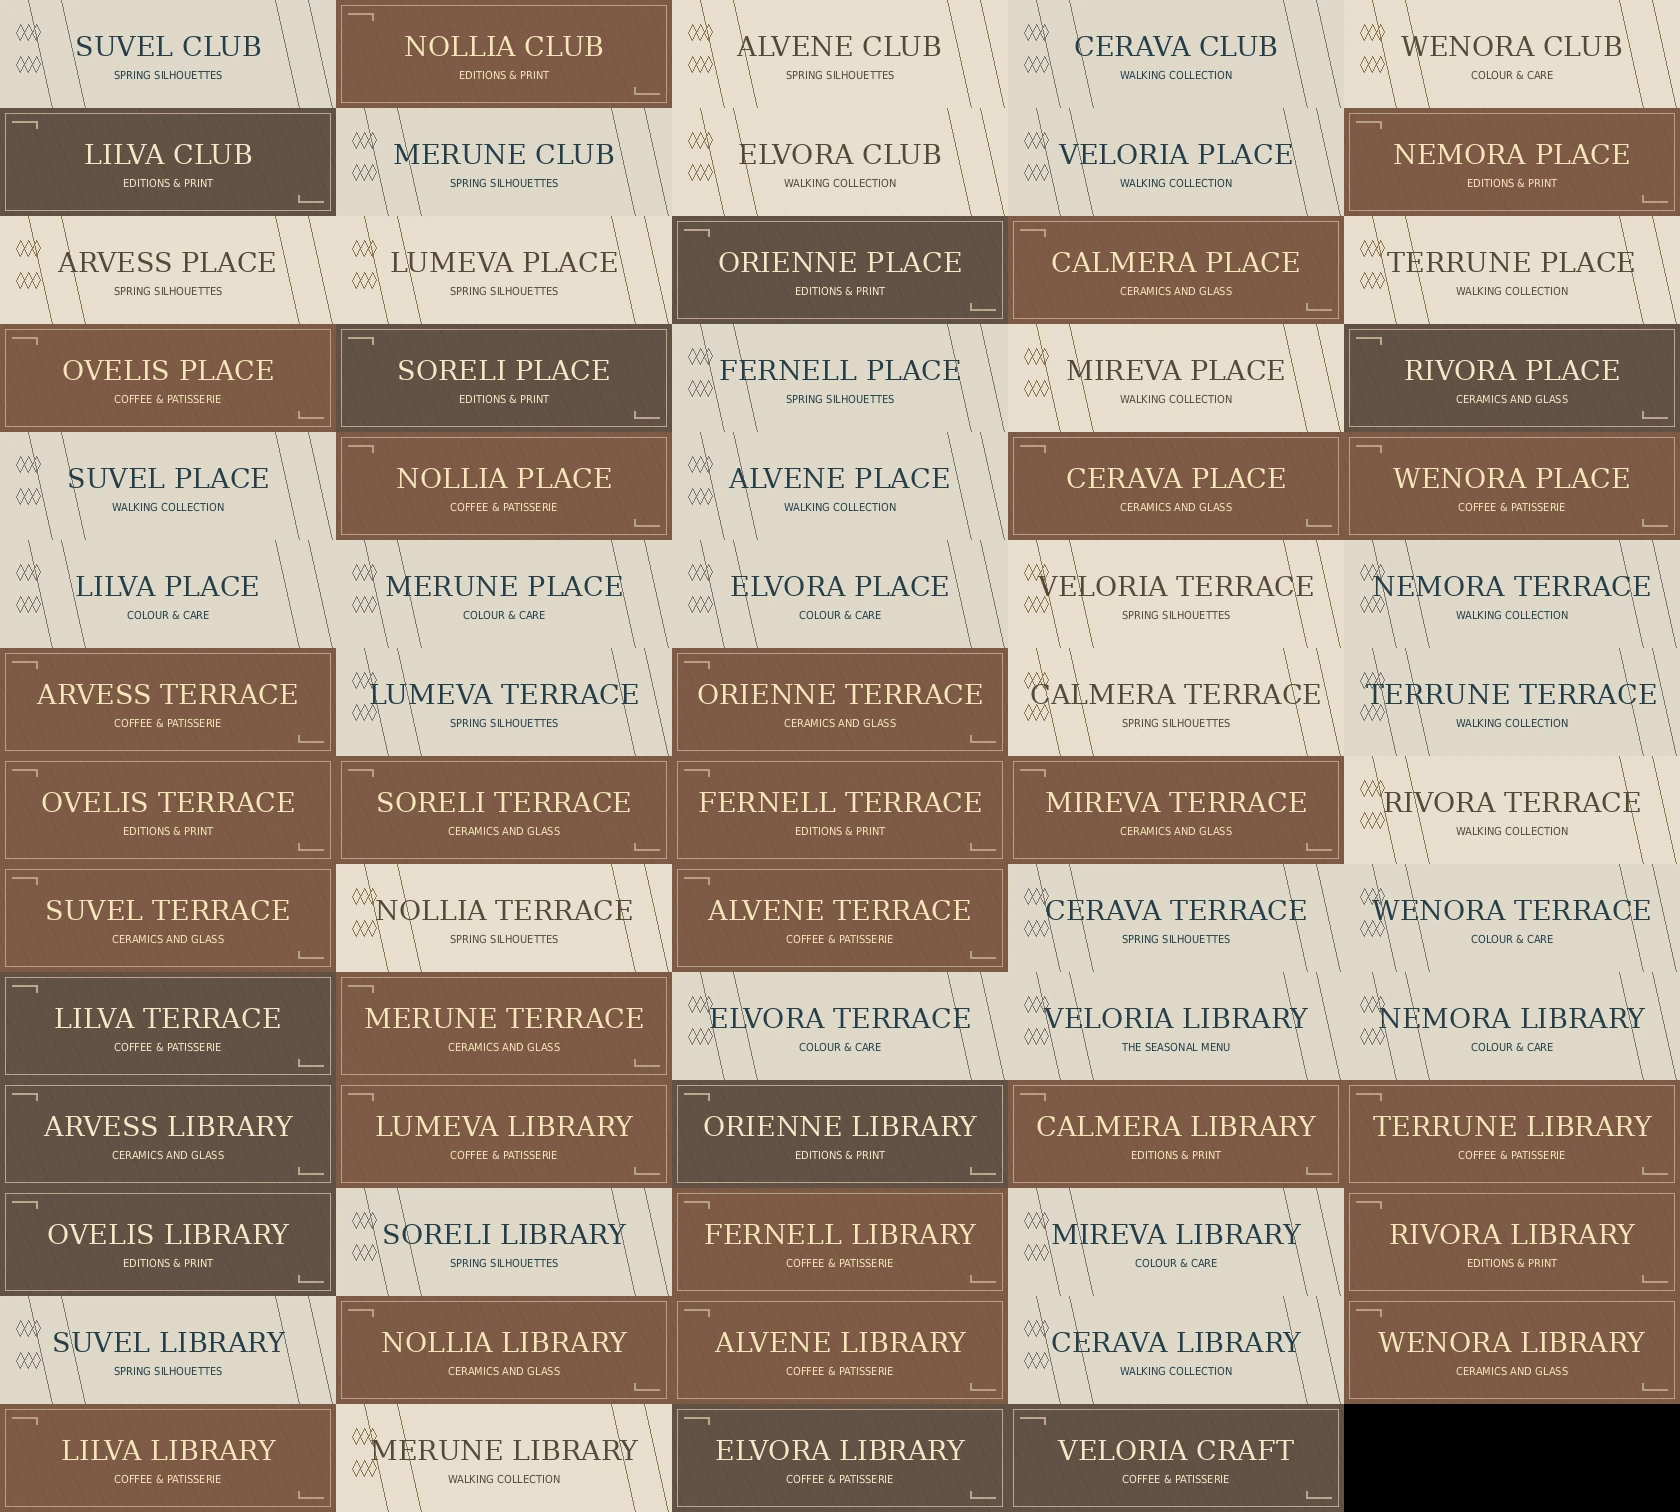 SUVEL CLUB
SPRING SILHOUETTES
NOLLIA CLUB
EDITIONS & PRINT
ALVENE CLUB
SPRING SILHOUETTES
CERAVA CLUB
WALKING COLLECTION
WENORA CLUB
COLOUR & CARE
LILVA CLUB
EDITIONS & PRINT
MERUNE CLUB
SPRING SILHOUETTES
ELVORA CLUB
WALKING COLLECTION
VELORIA PLACE
WALKING COLLECTION
NEMORA PLACE
EDITIONS & PRINT
ARVESS PLACE
SPRING SILHOUETTES
LUMEVA PLACE
SPRING SILHOUETTES
ORIENNE PLACE
EDITIONS & PRINT
CALMERA PLACE
CERAMICS AND GLASS
TERRUNE PLACE
WALKING COLLECTION
OVELIS PLACE
COFFEE & PATISSERIE
SORELI PLACE
EDITIONS & PRINT
FERNELL PLACE
SPRING SILHOUETTES
MIREVA PLACE
WALKING COLLECTION
RIVORA PLACE
CERAMICS AND GLASS
SUVEL PLACE
WALKING COLLECTION
NOLLIA PLACE
COFFEE & PATISSERIE
ALVENE PLACE
WALKING COLLECTION
CERAVA PLACE
CERAMICS AND GLASS
WENORA PLACE
COFFEE & PATISSERIE
LILVA PLACE
COLOUR & CARE
MERUNE PLACE
COLOUR & CARE
ELVORA PLACE
COLOUR & CARE
VELORIA TERRACE
SPRING SILHOUETTES
NEMORA TERRACE
WALKING COLLECTION
ARVESS TERRACE
COFFEE & PATISSERIE
LUMEVA TERRACE
SPRING SILHOUETTES
ORIENNE TERRACE
CERAMICS AND GLASS
CALMERA TERRACE
SPRING SILHOUETTES
TERRUNE TERRACE
WALKING COLLECTION
OVELIS TERRACE
EDITIONS & PRINT
SORELI TERRACE
CERAMICS AND GLASS
FERNELL TERRACE
EDITIONS & PRINT
MIREVA TERRACE
CERAMICS AND GLASS
RIVORA TERRACE
WALKING COLLECTION
SUVEL TERRACE
CERAMICS AND GLASS
NOLLIA TERRACE
SPRING SILHOUETTES
ALVENE TERRACE
COFFEE & PATISSERIE
CERAVA TERRACE
SPRING SILHOUETTES
WENORA TERRACE
COLOUR & CARE
LILVA TERRACE
COFFEE & PATISSERIE
MERUNE TERRACE
CERAMICS AND GLASS
ELVORA TERRACE
COLOUR & CARE
VELORIA LIBRARY
THE SEASONAL MENU
NEMORA LIBRARY
COLOUR & CARE
ARVESS LIBRARY
CERAMICS AND GLASS
LUMEVA LIBRARY
COFFEE & PATISSERIE
ORIENNE LIBRARY
EDITIONS & PRINT
CALMERA LIBRARY
EDITIONS & PRINT
TERRUNE LIBRARY
COFFEE & PATISSERIE
OVELIS LIBRARY
EDITIONS & PRINT
SORELI LIBRARY
SPRING SILHOUETTES
FERNELL LIBRARY
COFFEE & PATISSERIE
MIREVA LIBRARY
COLOUR & CARE
RIVORA LIBRARY
EDITIONS & PRINT
SUVEL LIBRARY
SPRING SILHOUETTES
NOLLIA LIBRARY
CERAMICS AND GLASS
ALVENE LIBRARY
COFFEE & PATISSERIE
CERAVA LIBRARY
WALKING COLLECTION
WENORA LIBRARY
CERAMICS AND GLASS
LILVA LIBRARY
COFFEE & PATISSERIE
MERUNE LIBRARY
WALKING COLLECTION
ELVORA LIBRARY
COFFEE & PATISSERIE
VELORIA CRAFT
COFFEE & PATISSERIE